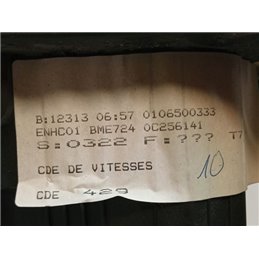 B:12313 06:57 0106500333
ENHC01 BME724 0C256141
S:0322 F:??? T7
CDE DE VITESSES
10
CDE 429